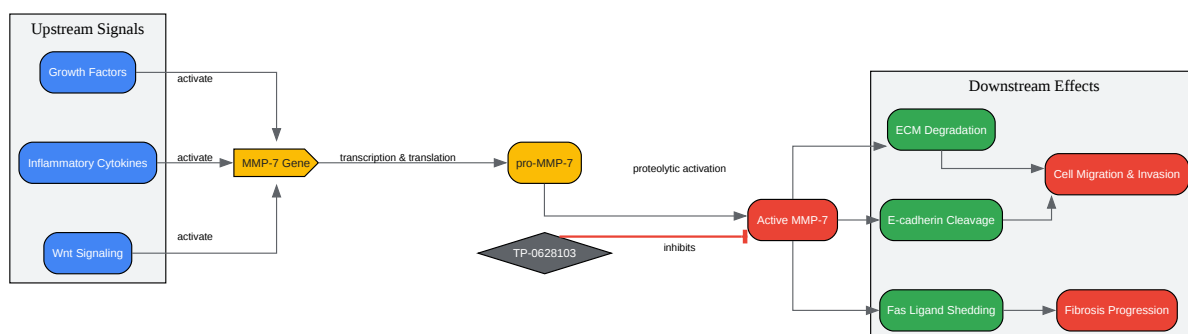 Upstream Signals
Growth Factors
activate
Inflammatory Cytokines
activate
MMP-7 Gene
transcription & translation
pro-MMP-7
Wnt Signaling
activate
proteolytic activation
Active MMP-7
TP-0628103
inhibits
Downstream Effects
ECM Degradation
Cell Migration & Invasion
E-cadherin Cleavage
Fas Ligand Shedding
Fibrosis Progression